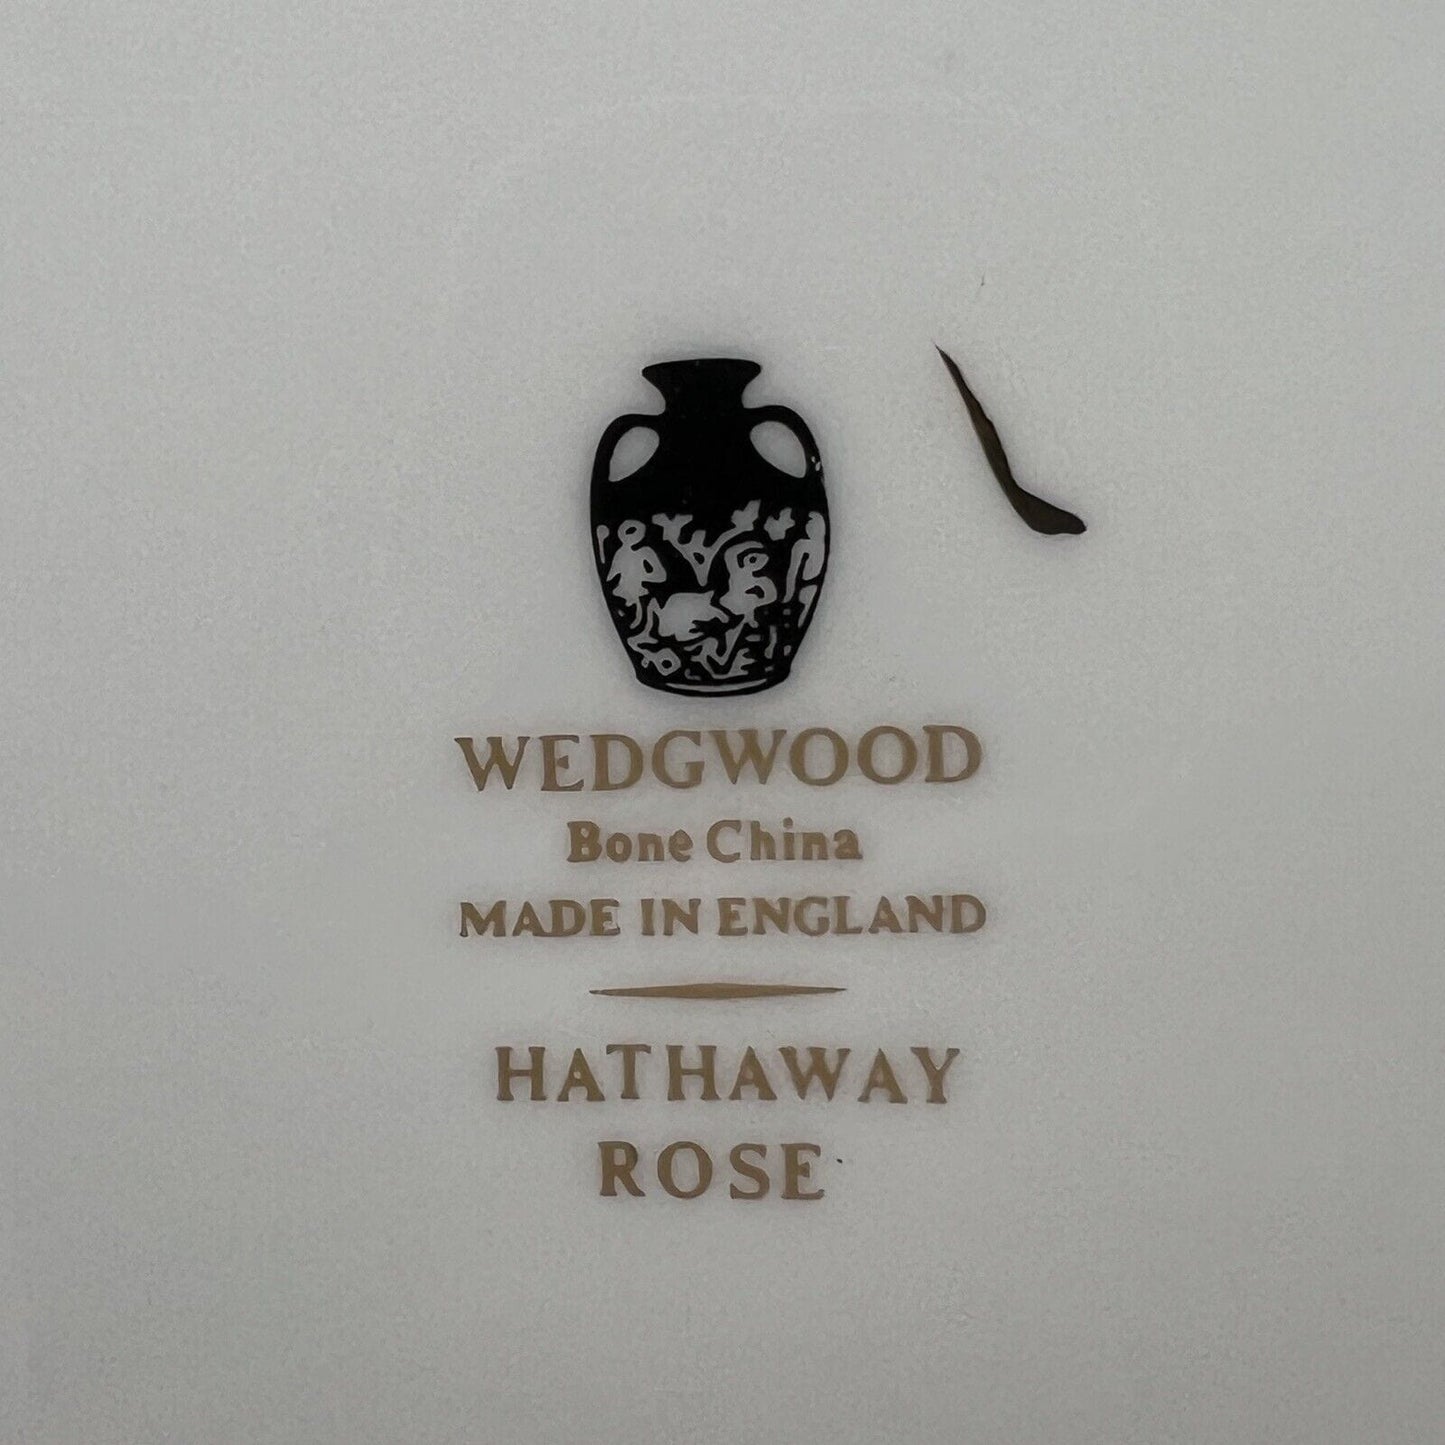 WEDGWOOD
Bone China
MADE IN ENGLAND
HATHAWAY
ROSE